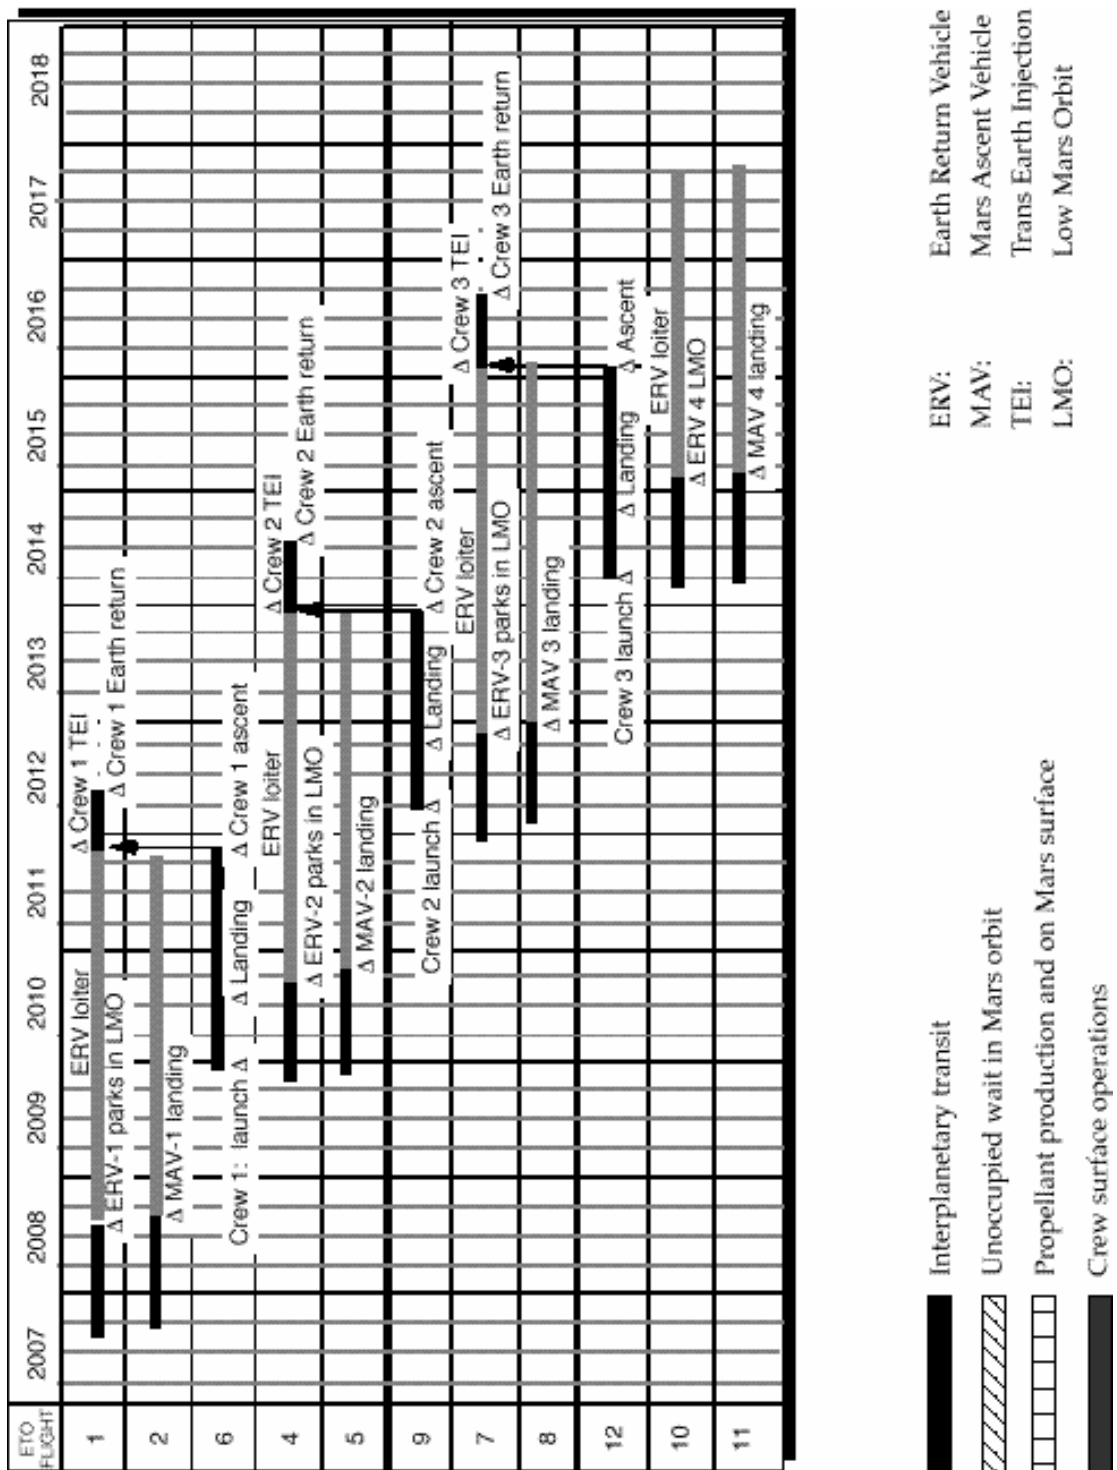 ETO
FLIGHT
2007
2008
2009
2010
2011
2012
2013
2014
2015
2016
2017
2018
1
ERV loiter
Δ Crew 1 TEI
Δ ERV-1 parks in LMO
Δ Crew 1 Earth return
2
Δ MAV-1 landing
6
Crew 1: launch Δ
Δ Landing
Δ Crew 1 ascent
4
ERV loiter
Δ Crew 2 TEI
Δ ERV-2 parks in LMO
Δ Crew 2 Earth return
5
Δ MAV-2 landing
9
Crew 2 launch Δ
Δ Landing
Δ Crew 2 ascent
7
ERV loiter
Δ Crew 3 TEI
Δ ERV-3 parks in LMO
Δ Crew 3 Earth return
8
Δ MAV 3 landing
12
Crew 3 launch Δ
Δ Landing
Δ Ascent
10
ERV loiter
Δ ERV 4 LMO
11
Δ MAV 4 landing
Interplanetary transit
Unoccupied wait in Mars orbit
Propellant production and on Mars surface
Crew surface operations
ERV: Earth Return Vehicle
MAV: Mars Ascent Vehicle
TEI: Trans Earth Injection
LMO: Low Mars Orbit